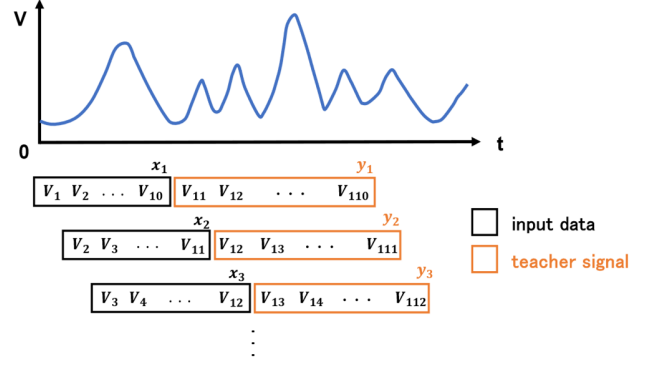 V
0
t
x₁ y₁
V₁ V₂ ... V₁₀ V₁₁ V₁₂ ... V₁₁₀
x₂ y₂
V₂ V₃ ... V₁₁ V₁₂ V₁₃ ... V₁₁₁
x₃ y₃
V₃ V₄ ... V₁₂ V₁₃ V₁₄ ... V₁₁₂
input data
teacher signal